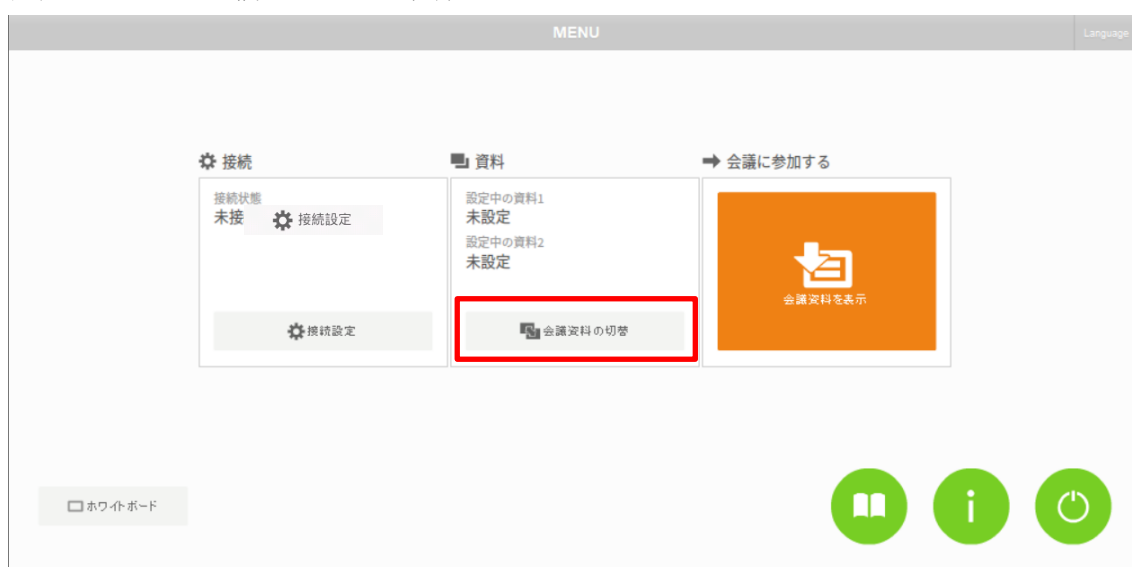 MENU
Language
接続
接続状態
未接
接続設定
接続設定
資料
設定中の資料1
未設定
設定中の資料2
未設定
会議資料の切替
会議に参加する
会議資料を表示
ホワイトボード
i